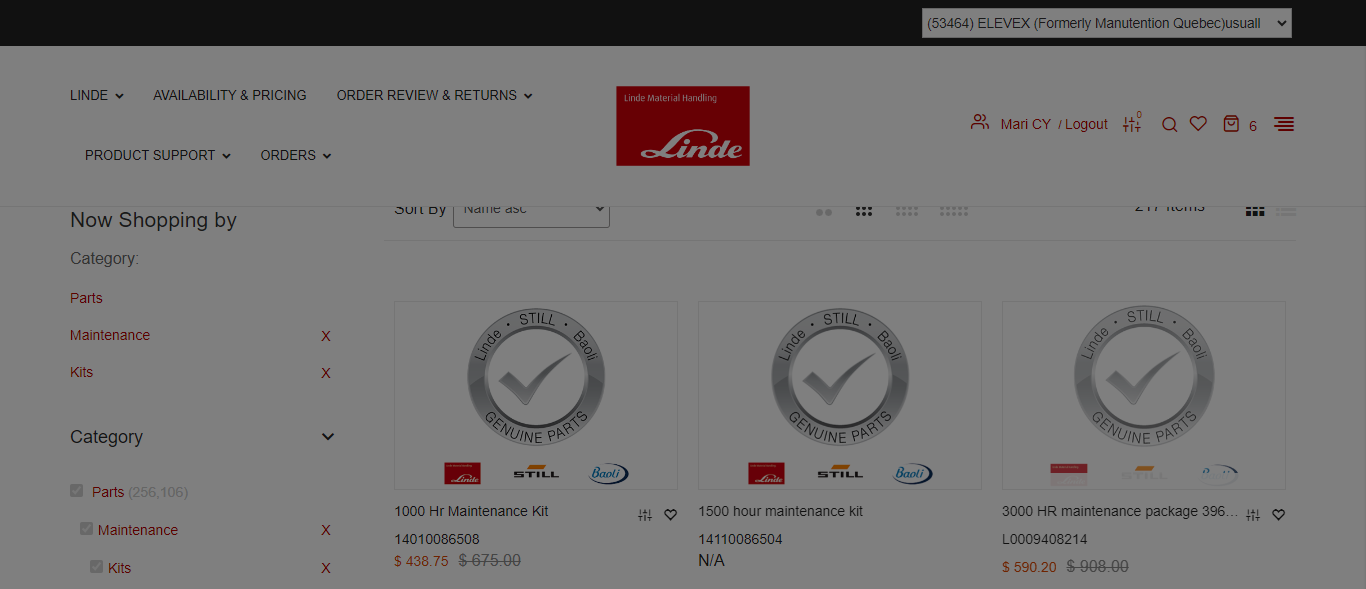 (53464) ELEVEX (Formerly Manutention Quebec)usuall
LINDE
AVAILABILITY & PRICING
ORDER REVIEW & RETURNS
PRODUCT SUPPORT
ORDERS
Linde Material Handling
Linde
Mari CY / Logout
0
6
Now Shopping by
Sort By
Name asc
217 Items
Category:
Parts
Maintenance X
Kits X
Category
Parts (256,106)
Maintenance X
Kits X
Linde • STILL • Baoli
GENUINE PARTS
Linde STILL Baoli
1000 Hr Maintenance Kit
14010086508
$ 438.75 $ 675.00
Linde • STILL • Baoli
GENUINE PARTS
Linde STILL Baoli
1500 hour maintenance kit
14110086504
N/A
Linde • STILL • Baoli
GENUINE PARTS
Linde STILL Baoli
3000 HR maintenance package 396...
L0009408214
$ 590.20 $ 908.00